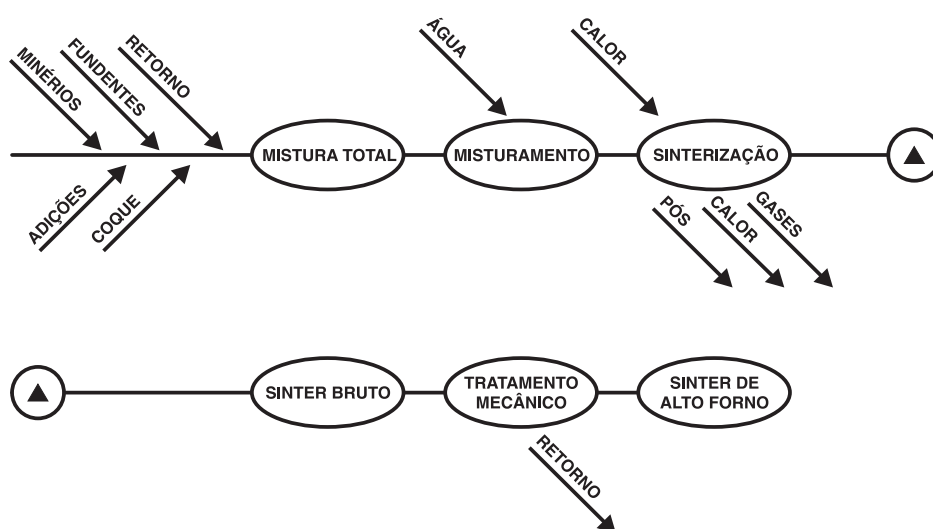 MINÉRIOS
FUNDENTES
RETORNO
ÁGUA
CALOR
MISTURA TOTAL
MISTURAMENTO
SINTERIZAÇÃO
ADIÇÕES
COQUE
PÓS
CALOR
GASES
SINTER BRUTO
TRATAMENTO
MECÂNICO
SINTER DE
ALTO FORNO
RETORNO